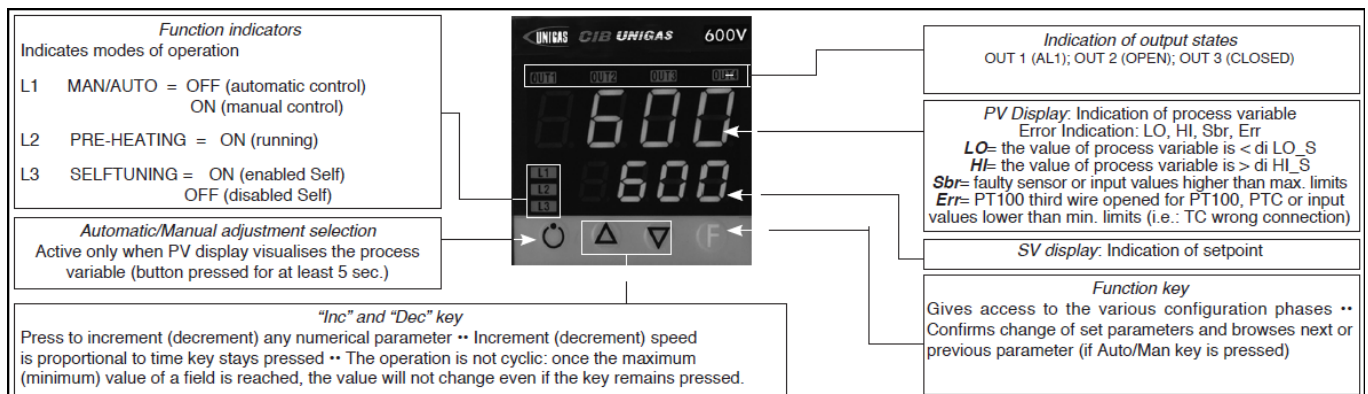 Function indicators
Indicates modes of operation
L1 MAN/AUTO = OFF (automatic control)
ON (manual control)
L2 PRE-HEATING = ON (running)
L3 SELFTUNING = ON (enabled Self)
OFF (disabled Self)
Automatic/Manual adjustment selection
Active only when PV display visualises the process
variable (button pressed for at least 5 sec.)
"Inc" and "Dec" key
Press to increment (decrement) any numerical parameter •• Increment (decrement) speed
is proportional to time key stays pressed •• The operation is not cyclic: once the maximum
(minimum) value of a field is reached, the value will not change even if the key remains pressed.
UNIGAS CIB UNIGAS 600V
OUT1 OUT2 OUT3 OUT4
600
600
L1
L2
L3
F
Indication of output states
OUT 1 (AL1); OUT 2 (OPEN); OUT 3 (CLOSED)
PV Display: Indication of process variable
Error Indication: LO, HI, Sbr, Err
LO= the value of process variable is < di LO_S
HI= the value of process variable is > di HI_S
Sbr= faulty sensor or input values higher than max. limits
Err= PT100 third wire opened for PT100, PTC or input
values lower than min. limits (i.e.: TC wrong connection)
SV display: Indication of setpoint
Function key
Gives access to the various configuration phases ••
Confirms change of set parameters and browses next or
previous parameter (if Auto/Man key is pressed)